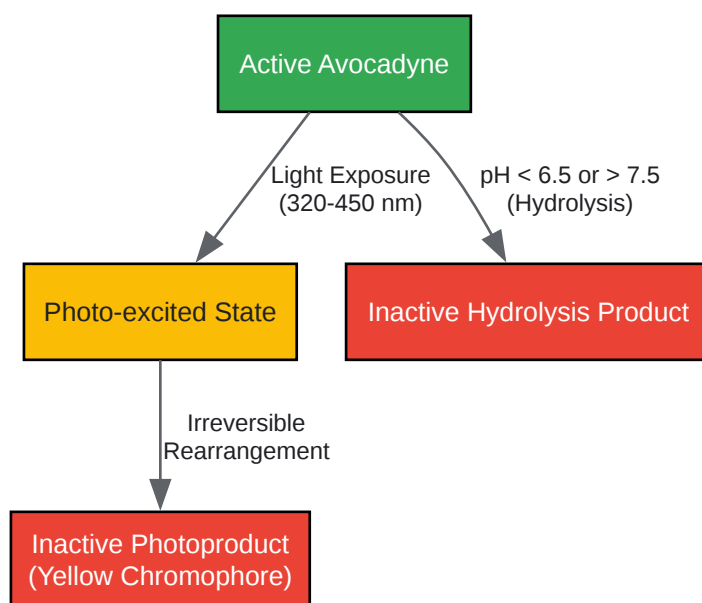 Active Avocadyne
Light Exposure
(320-450 nm)
pH < 6.5 or > 7.5
(Hydrolysis)
Photo-excited State
Inactive Hydrolysis Product
Irreversible
Rearrangement
Inactive Photoproduct
(Yellow Chromophore)